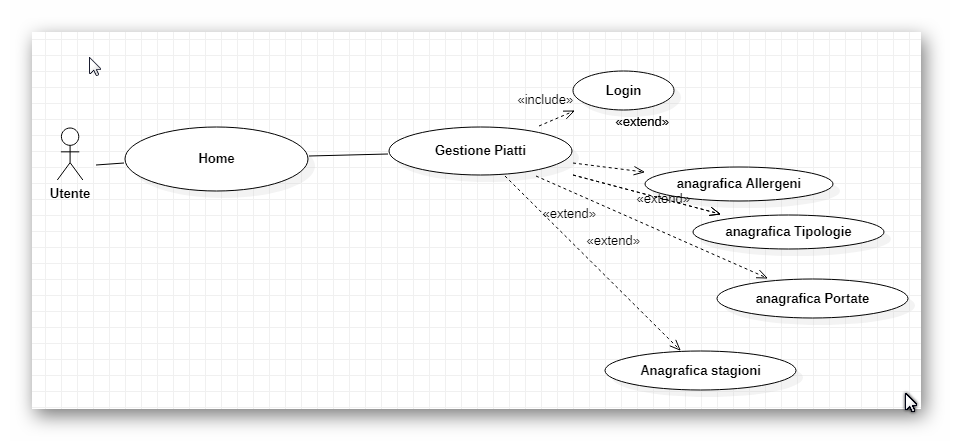 Login
«include»
«extend»
Utente
Home
Gestione Piatti
anagrafica Allergeni
«extend»
«extend»
anagrafica Tipologie
«extend»
anagrafica Portate
Anagrafica stagioni